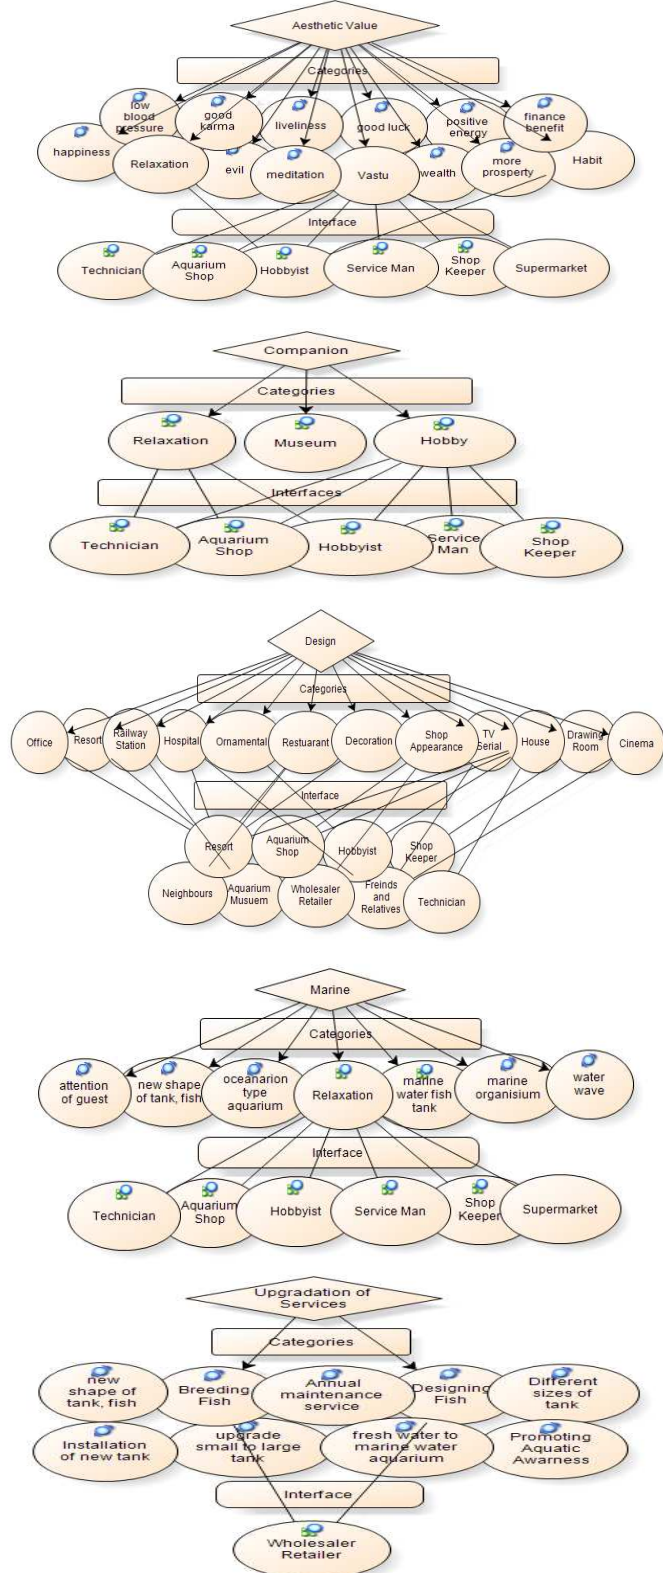 Aesthetic Value
Categories
low
blood
pressure
good
karma
liveliness
good luck
positive
energy
finance
benefit
happiness
Relaxation
evil
meditation
Vastu
wealth
more
prosperty
Habit
Interface
Technician
Aquarium
Shop
Hobbyist
Service Man
Shop
Keeper
Supermarket
Companion
Categories
Relaxation
Museum
Hobby
Interfaces
Technician
Aquarium
Shop
Hobbyist
Service
Man
Shop
Keeper
Design
Categories
Office
Resort
Railway
Station
Hospital
Ornamental
Restuarant
Decoration
Shop
Appearance
TV
Serial
House
Drawing
Room
Cinema
Interface
Resort
Aquarium
Shop
Hobbyist
Shop
Keeper
Neighbours
Aquarium
Musuem
Wholesaler
Retailer
Freinds
and
Relatives
Technician
Marine
Categories
attention
of guest
new shape
of tank, fish
oceanarion
type
aquarium
Relaxation
marine
water fish
tank
marine
organisium
water
wave
Interface
Technician
Aquarium
Shop
Hobbyist
Service Man
Shop
Keeper
Supermarket
Upgradation of
Services
Categories
new
shape of
tank, fish
Breeding
Fish
Annual
maintenance
service
Designing
Fish
Different
sizes of
tank
Installation
of new tank
upgrade
small to large
tank
fresh water to
marine water
aquarium
Promoting
Aquatic
Awarness
Interface
Wholesaler
Retailer